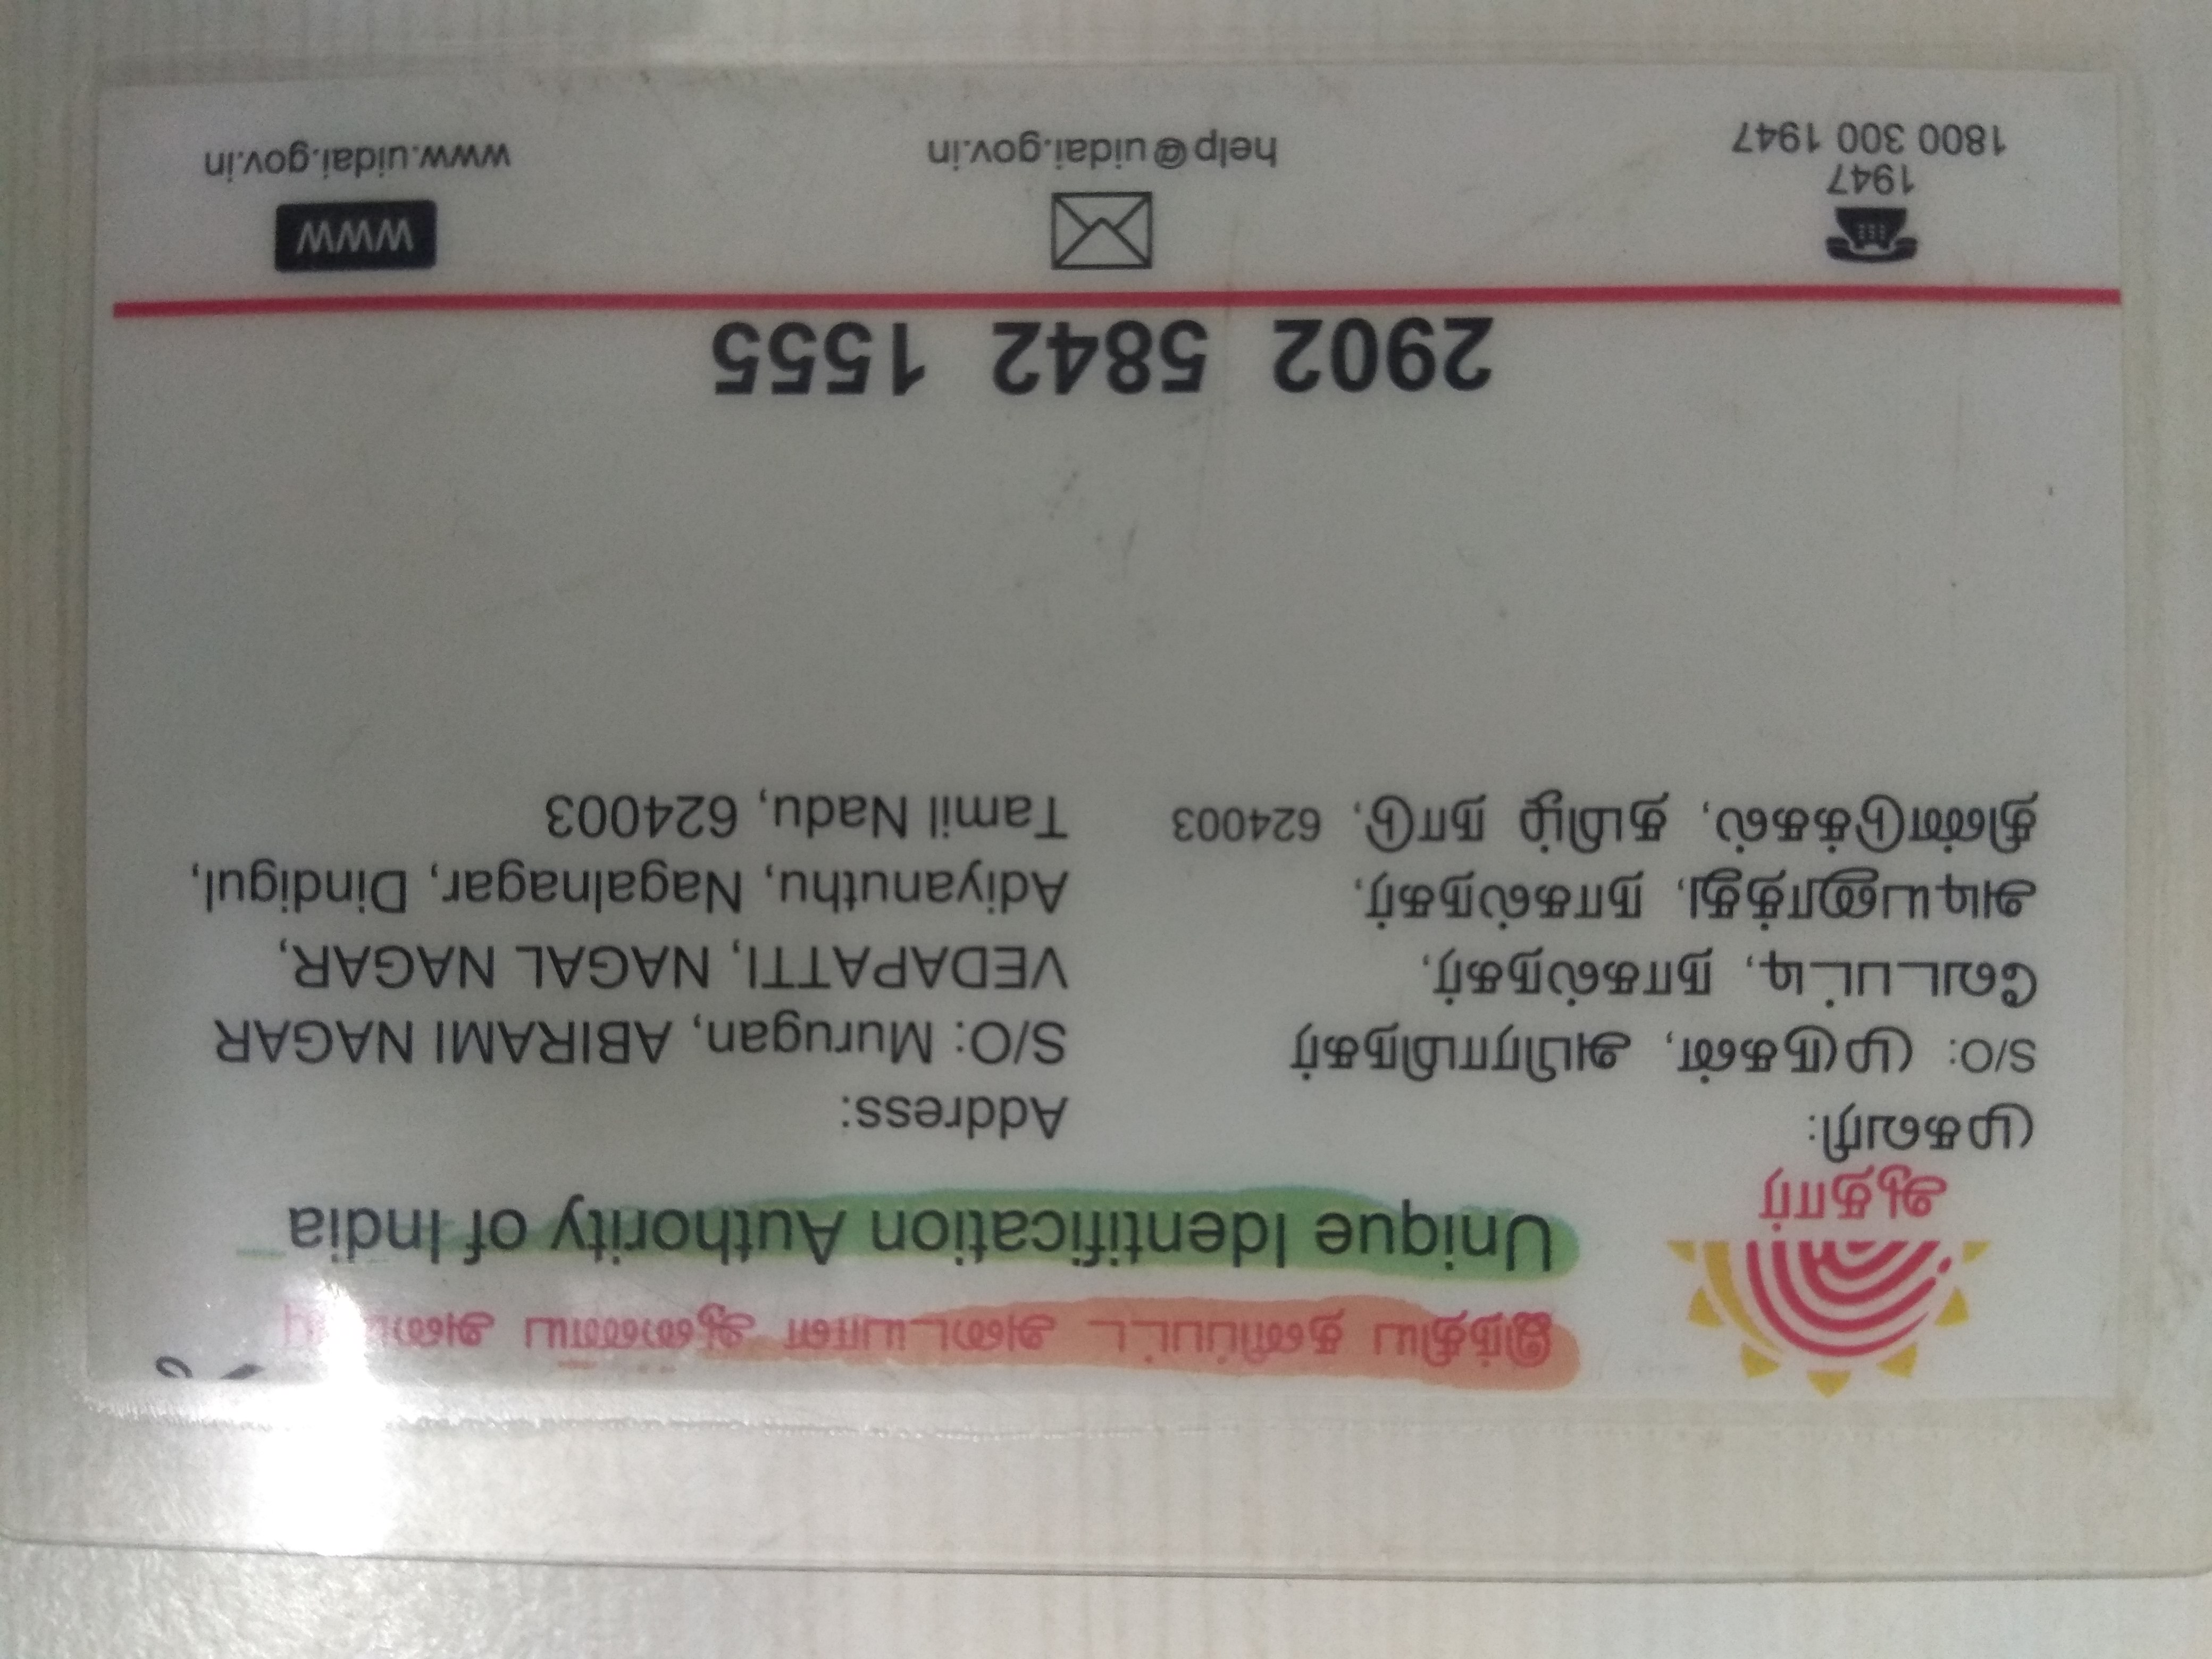 இந்திய தனிப்பட்ட அடையாள ஆணைய
Unique Identification Authority of India
ஆதார்
முகவரி:
S/O: முருகன், அபிராமிநகர்
வேடபட்டி, நாகல்நகர்,
அடியனூத்து, நாகல்நகர்,
திண்டுக்கல், தமிழ் நாடு, 624003
Address:
S/O: Murugan, ABIRAMI NAGAR
VEDAPATTI, NAGAL NAGAR,
Adiyanuthu, Nagalnagar, Dindigul,
Tamil Nadu, 624003
2902 5842 1555
1947
1800 300 1947
help@uidai.gov.in
WWW
www.uidai.gov.in